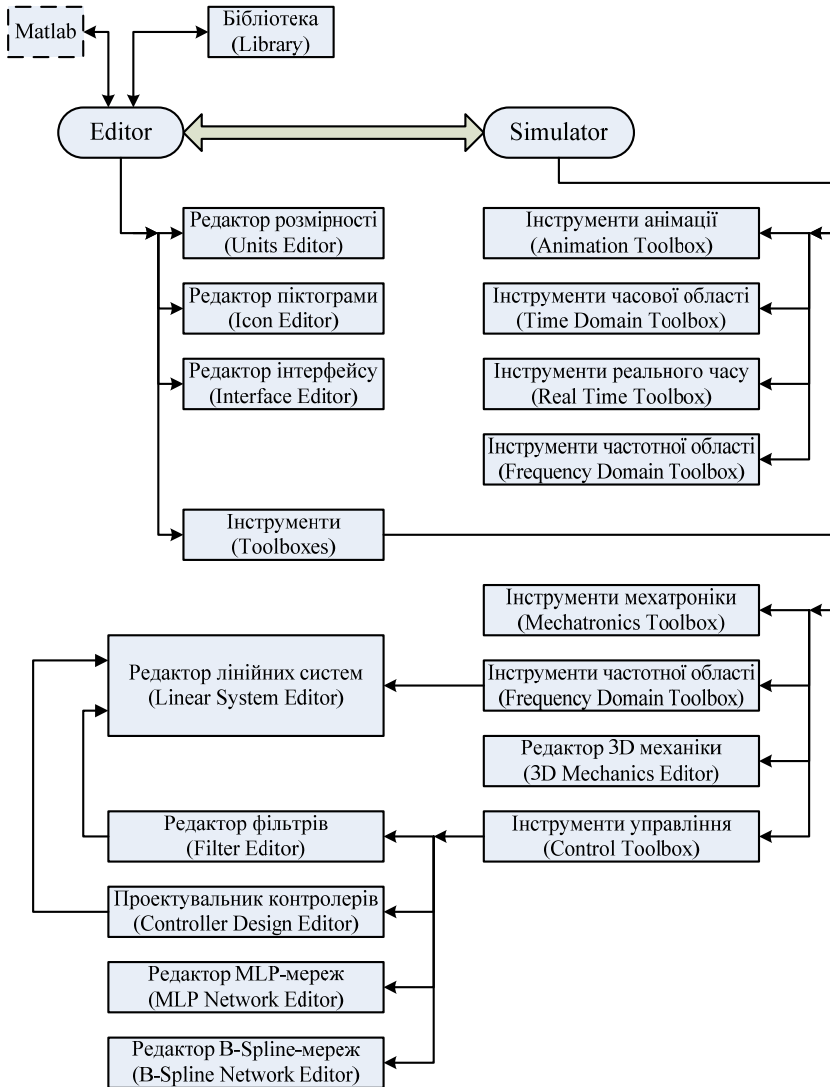 Matlab
Бібліотека
(Library)
Editor
Simulator
Редактор розмірності
(Units Editor)
Редактор піктограми
(Icon Editor)
Редактор інтерфейсу
(Interface Editor)
Інструменти
(Toolboxes)
Інструменти анімації
(Animation Toolbox)
Інструменти часової області
(Time Domain Toolbox)
Інструменти реального часу
(Real Time Toolbox)
Інструменти частотної області
(Frequency Domain Toolbox)
Інструменти мехатроніки
(Mechatronics Toolbox)
Інструменти частотної області
(Frequency Domain Toolbox)
Редактор 3D механіки
(3D Mechanics Editor)
Інструменти управління
(Control Toolbox)
Редактор лінійних систем
(Linear System Editor)
Редактор фільтрів
(Filter Editor)
Проектувальник контролерів
(Controller Design Editor)
Редактор MLP-мереж
(MLP Network Editor)
Редактор B-Spline-мереж
(B-Spline Network Editor)